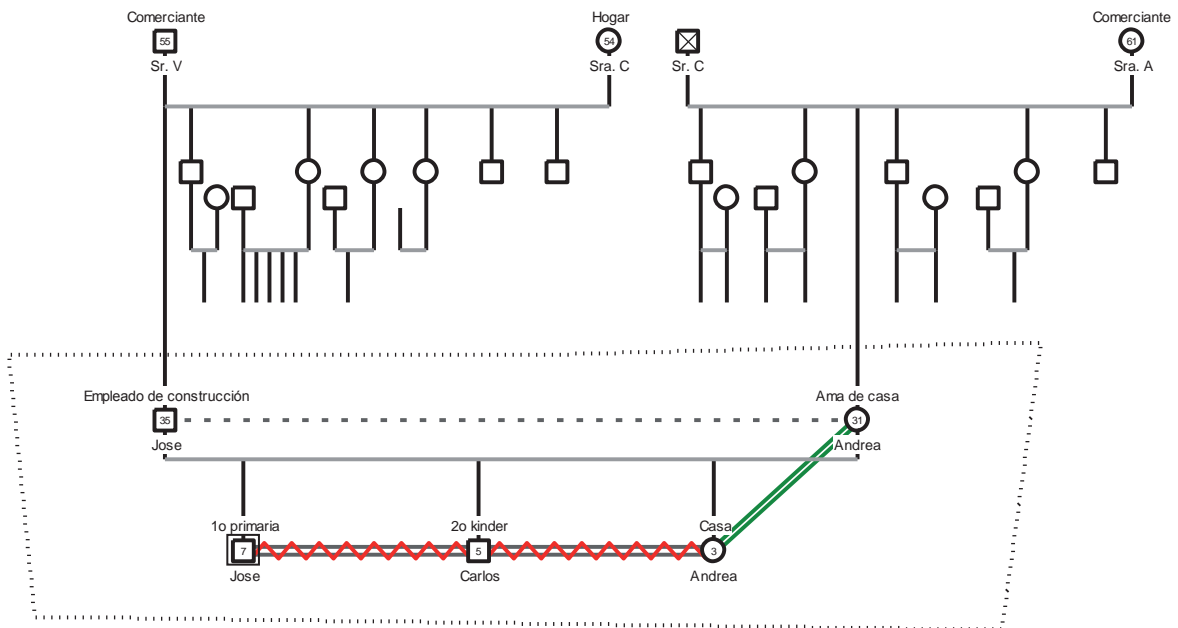 Comerciante
Hogar
Comerciante
55
54
61
Sr. V
Sra. C
Sr. C
Sra. A
Empleado de construcción
Ama de casa
35
31
Jose
Andrea
1o primaria
2o kinder
Casa
7
5
3
Jose
Carlos
Andrea